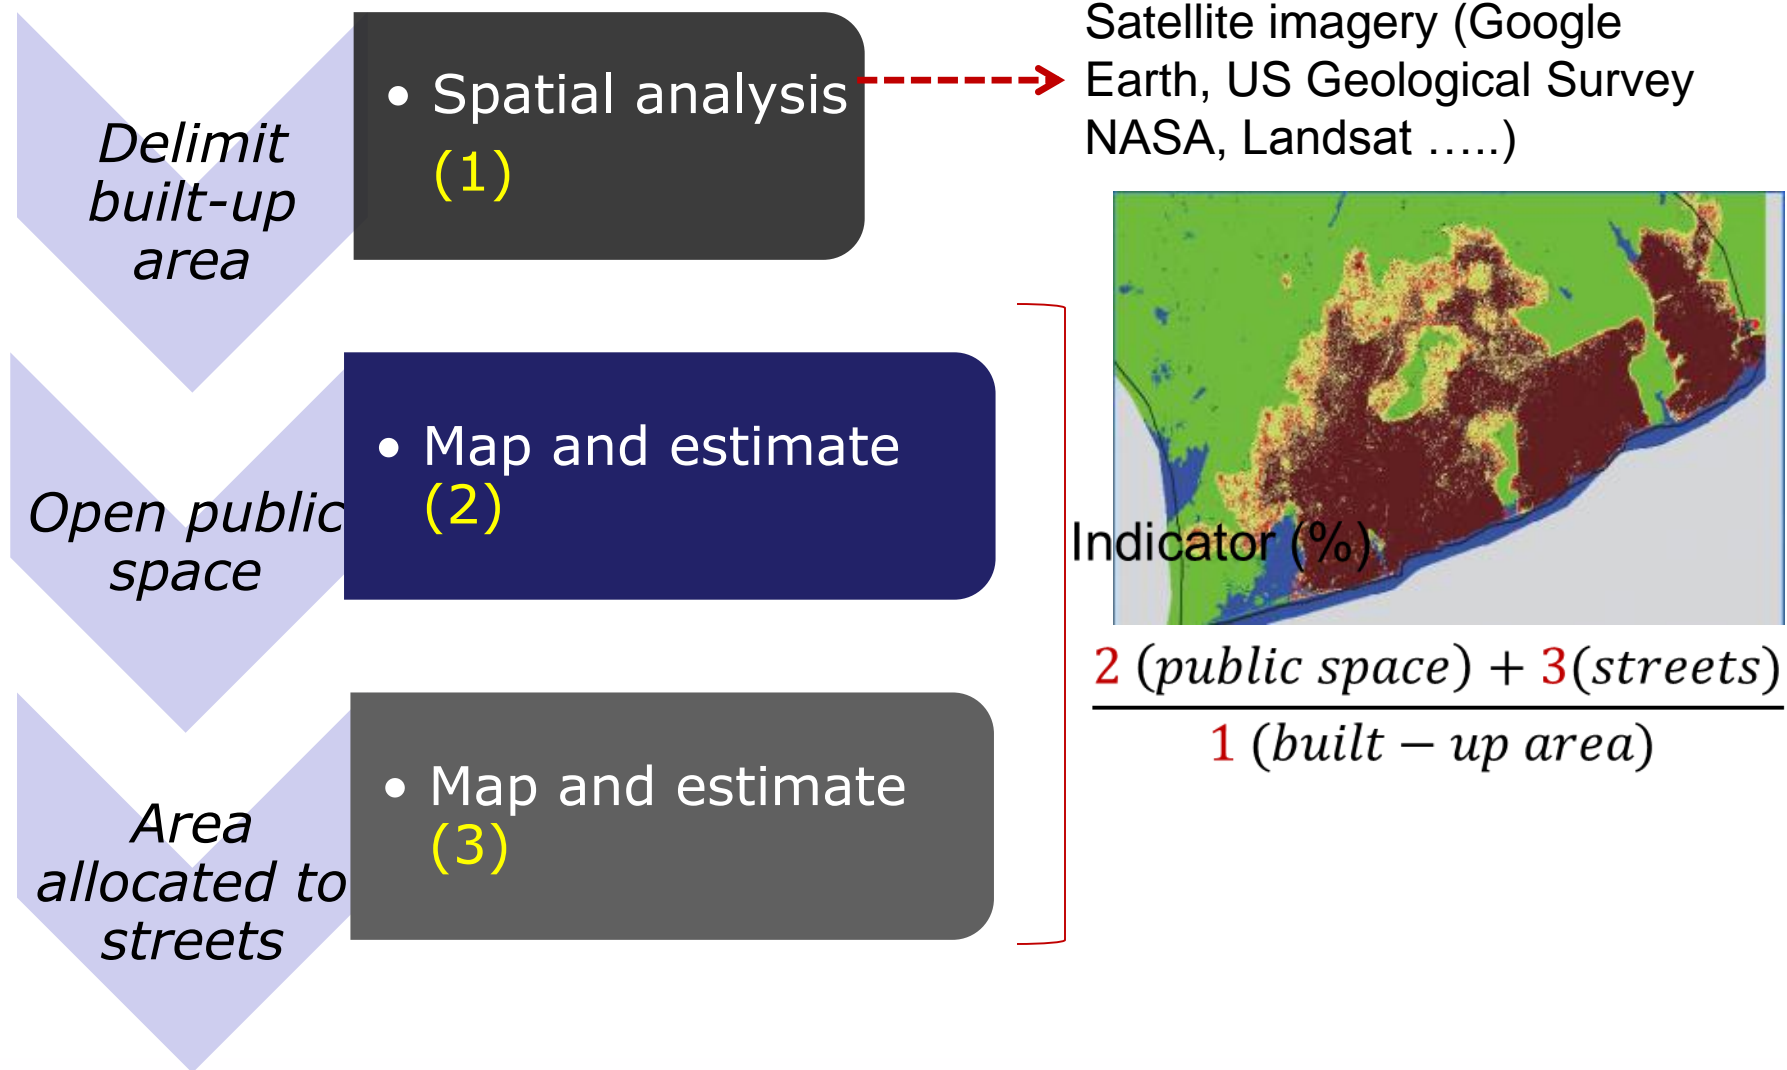 Delimit
built-up
area
• Spatial analysis
(1)
Satellite imagery (Google
Earth, US Geological Survey
NASA, Landsat …..)
Open public
space
• Map and estimate
(2)
Indicator (%)
Area
allocated to
streets
• Map and estimate
(3)
2 (public space) + 3(streets)
1 (built − up area)